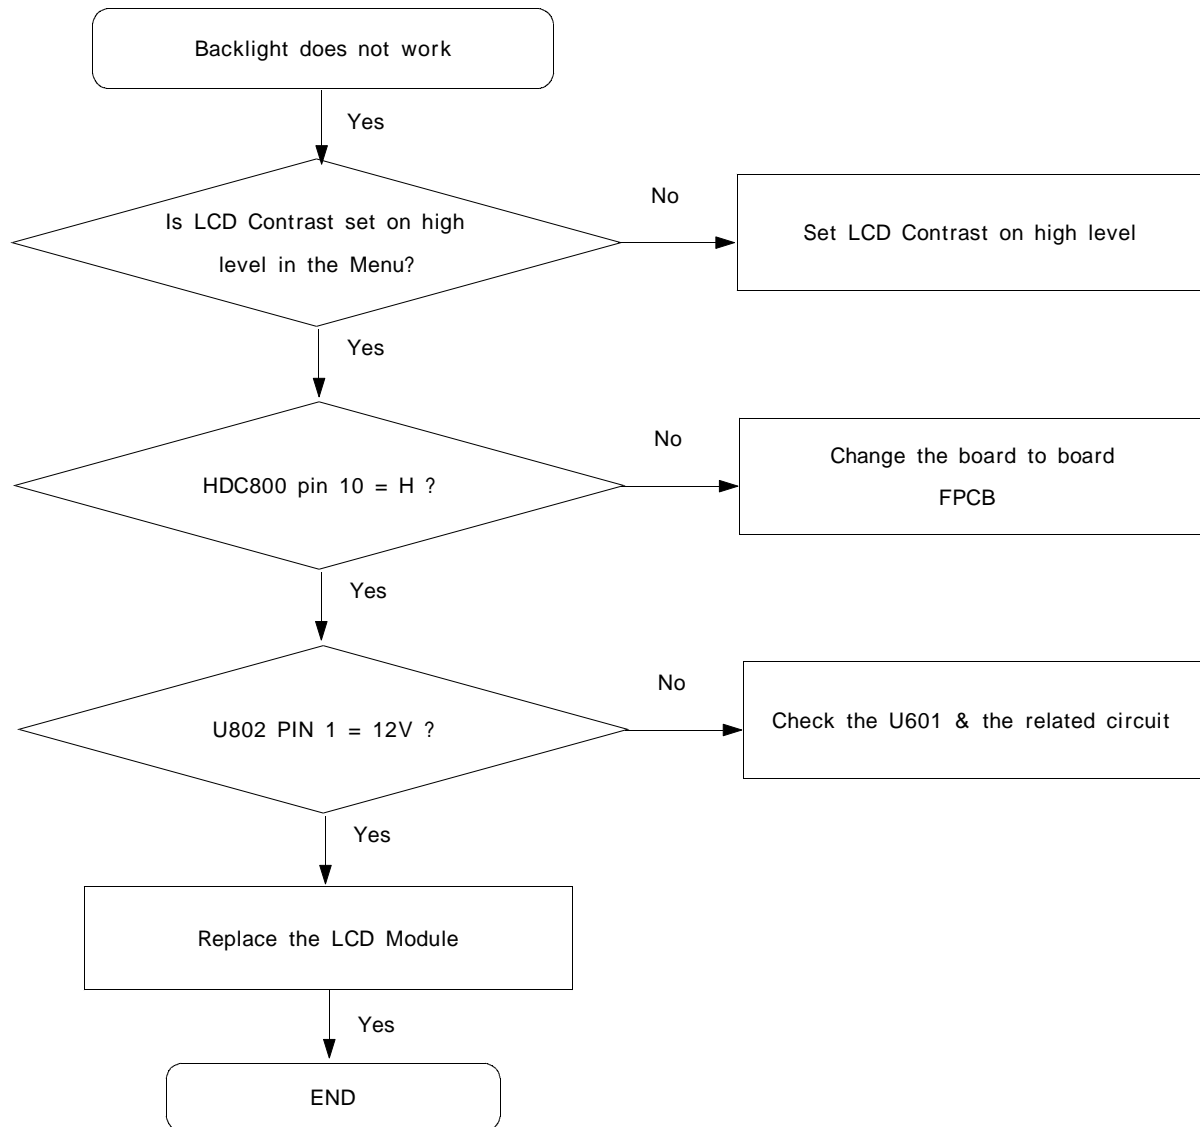 Backlight does not work
Yes
Is LCD Contrast set on high
level in the Menu?
No
Set LCD Contrast on high level
Yes
HDC800 pin 10 = H ?
No
Change the board to board
FPCB
Yes
U802 PIN 1 = 12V ?
No
Check the U601 & the related circuit
Yes
Replace the LCD Module
Yes
END